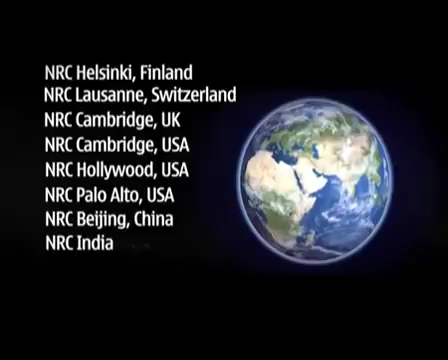 NRC Helsinki, Finland
NRC Lausanne, Switzerland
NRC Cambridge, UK
NRC Cambridge, USA
NRC Hollywood, USA
NRC Palo Alto, USA
NRC Beijing, China
NRC India